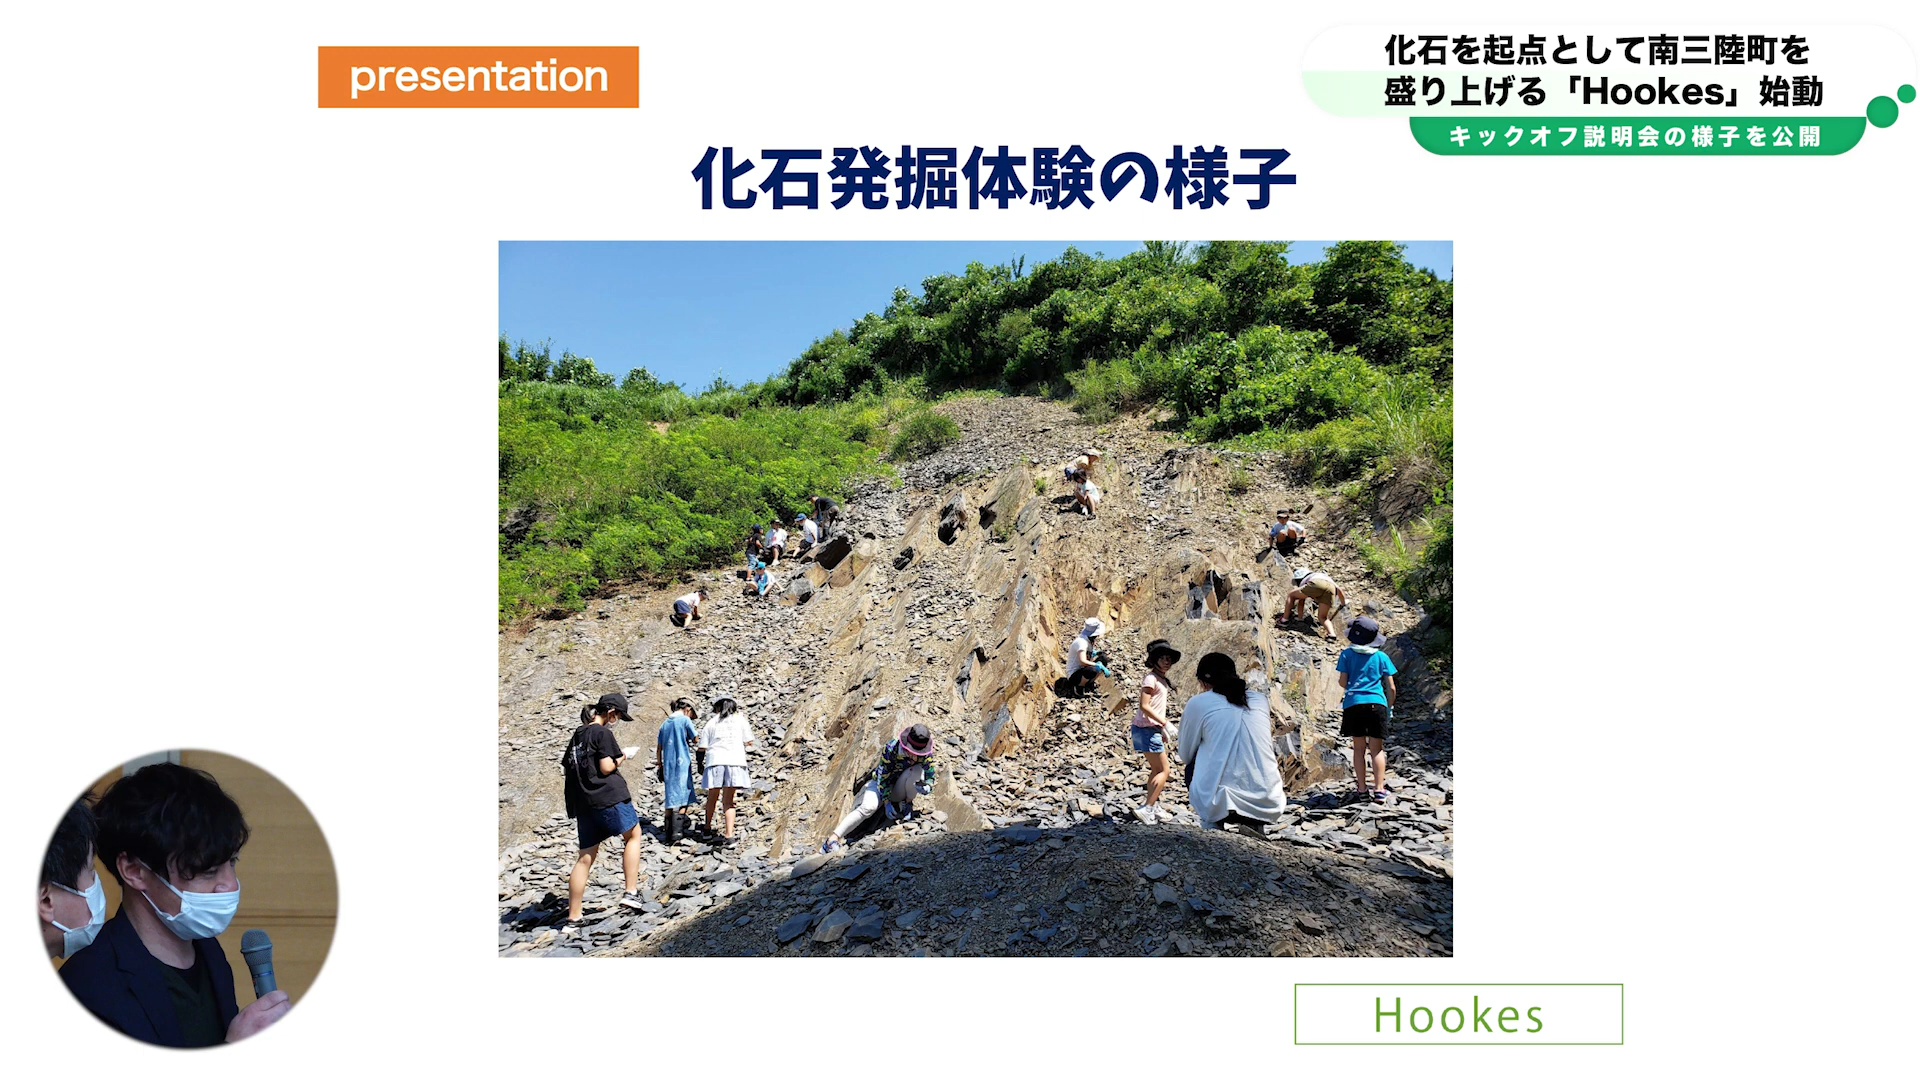 presentation
化石を起点として南三陸町を
盛り上げる「Hookes」始動
キックオフ説明会の様子を公開
化石発掘体験の様子
Hookes